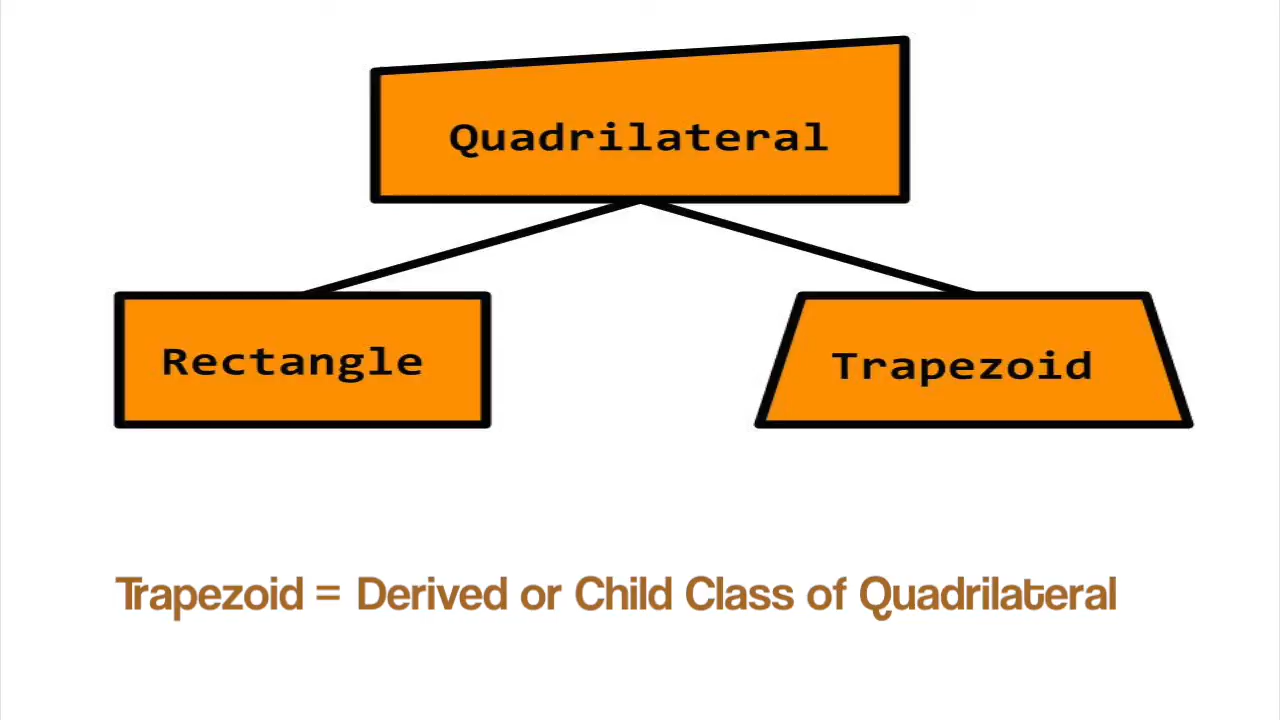 Quadrilateral
Rectangle
Trapezoid
Trapezoid = Derived or Child Class of Quadrilateral